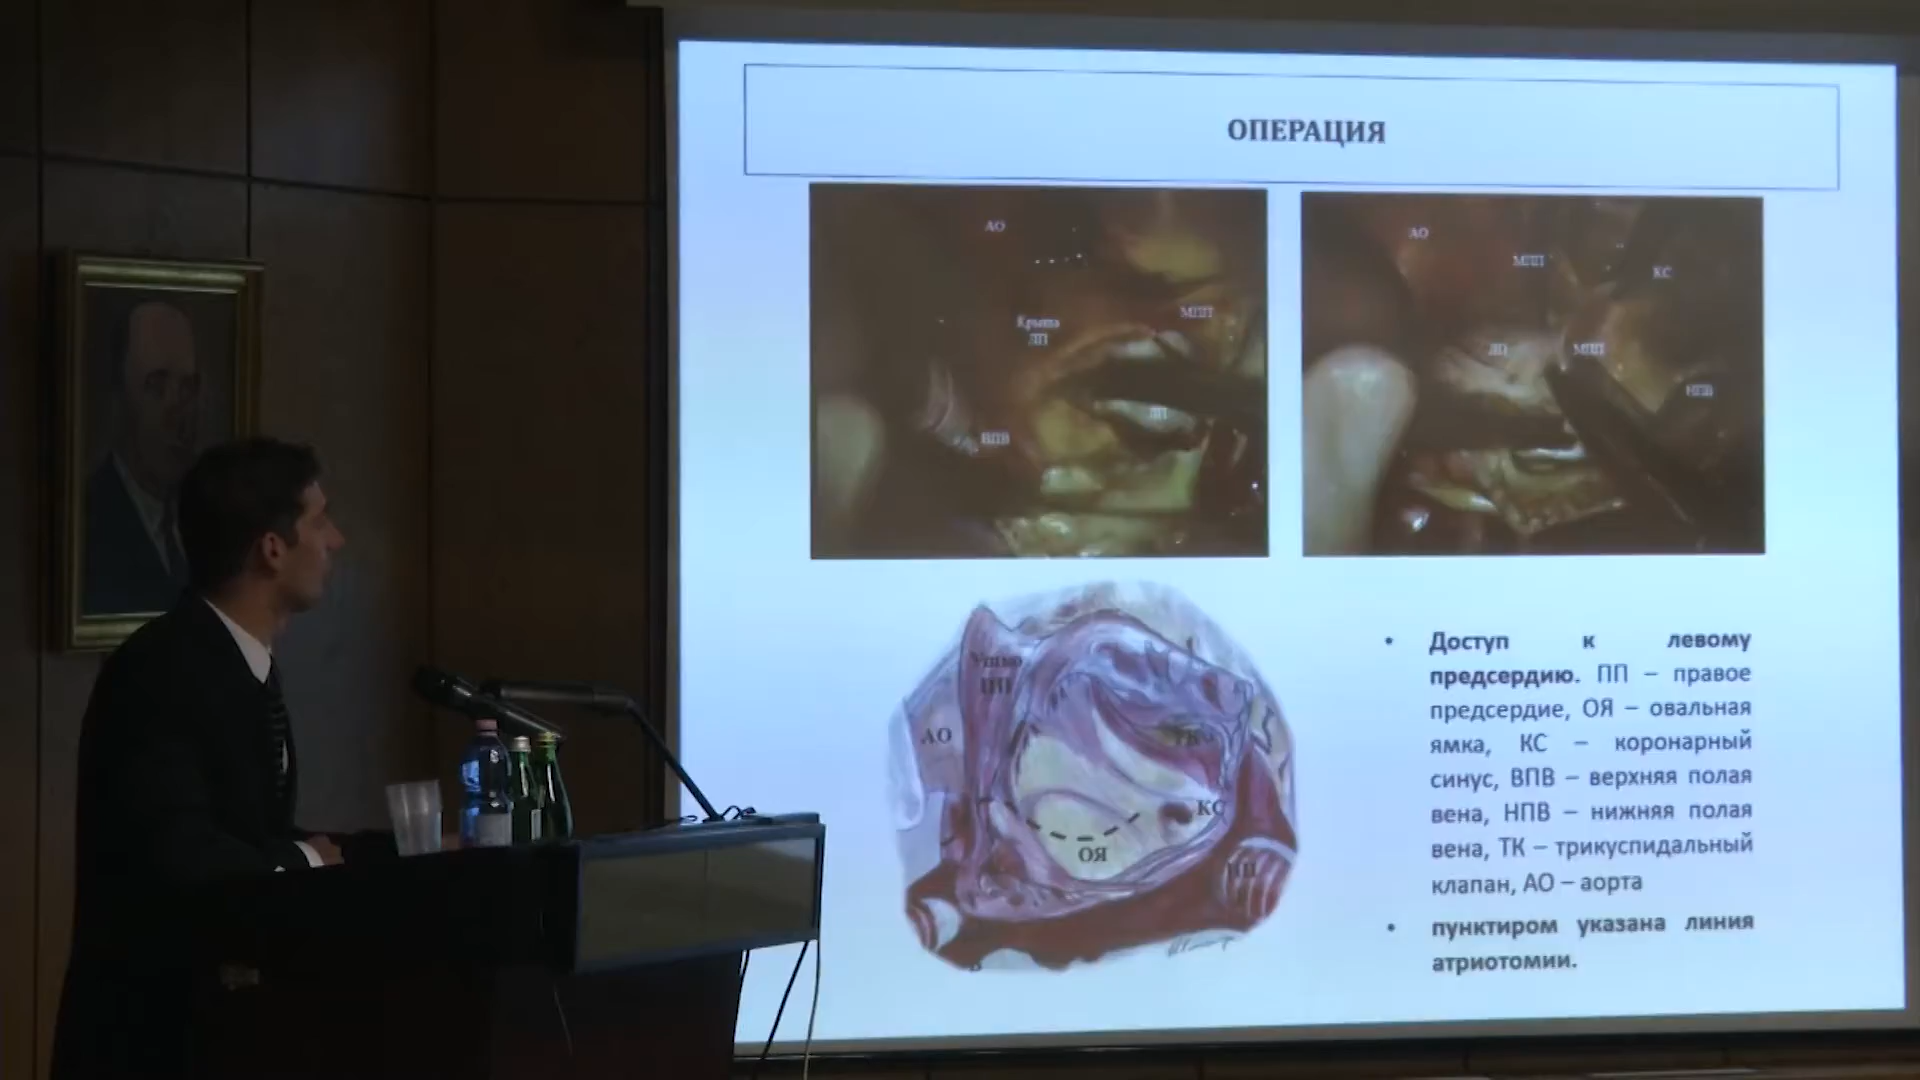 ОПЕРАЦИЯ
АО
Крыша
ЛП
МПП
ЛП
ВПВ
АО
МПП
КС
ЛП
МПП
НПВ
Ушко
ПП
АО
ТК
КС
ОЯ
• Доступ к левому
предсердию. ПП – правое
предсердие, ОЯ – овальная
ямка, КС – коронарный
синус, ВПВ – верхняя полая
вена, НПВ – нижняя полая
вена, ТК – трикуспидальный
клапан, АО – аорта
• пунктиром указана линия
атриотомии.